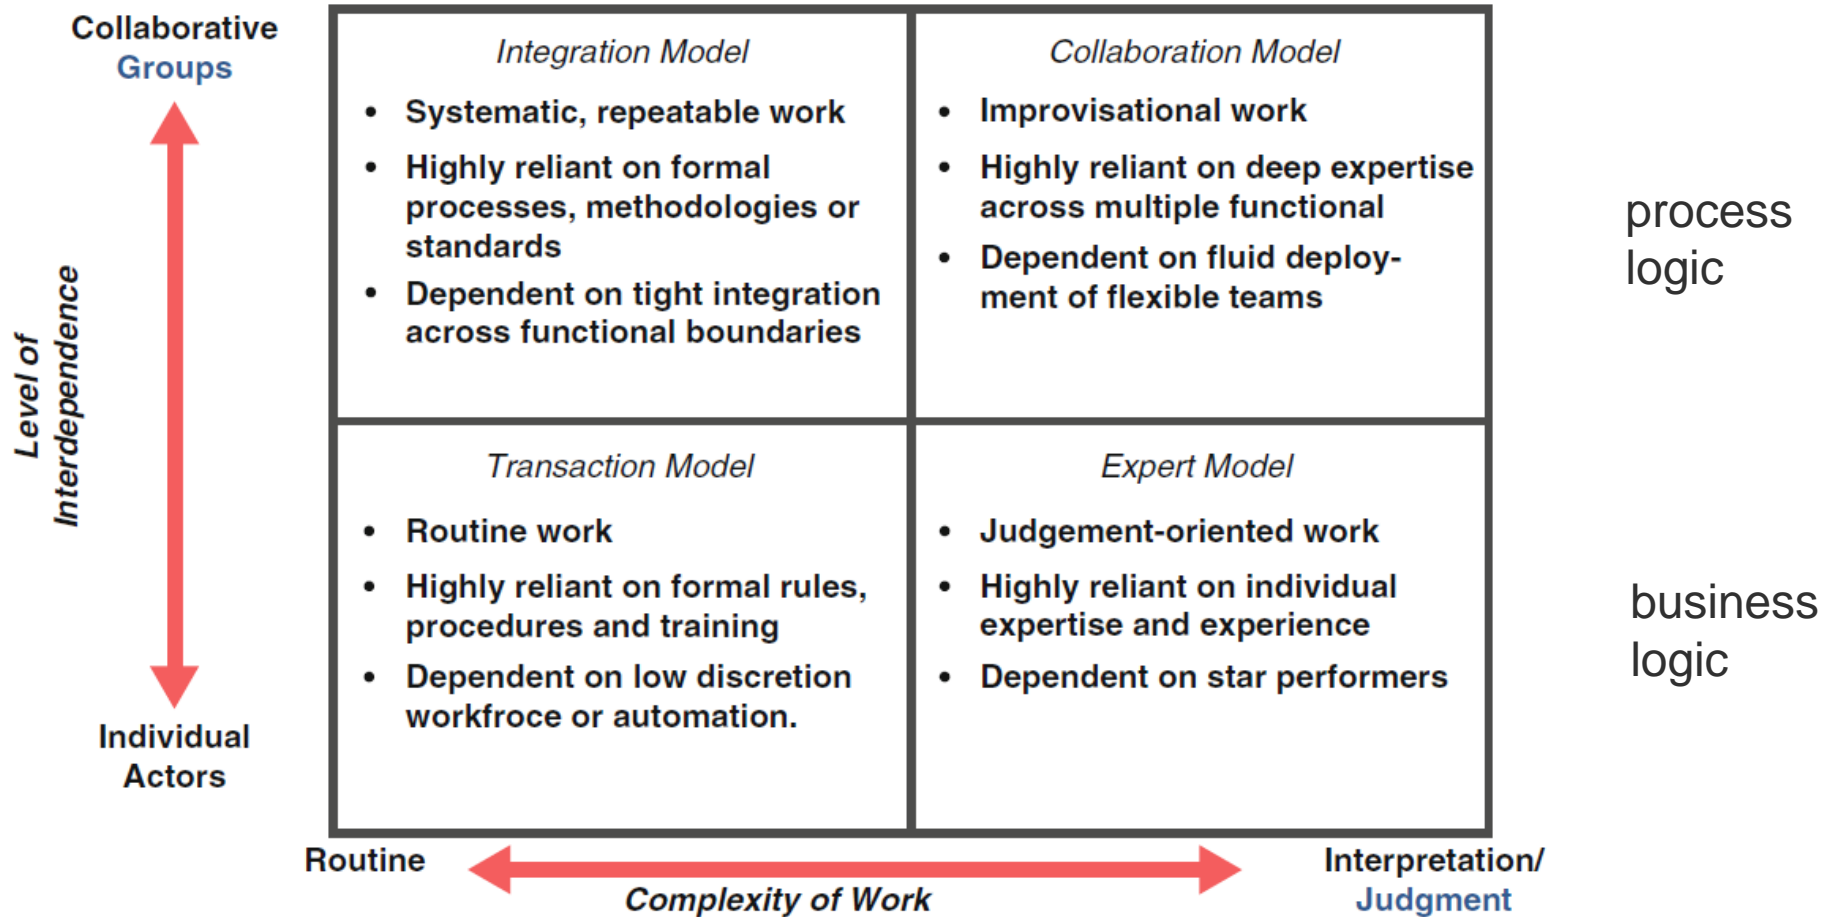 Collaborative
Groups
Level of
Interdependence
Individual
Actors
Integration Model
• Systematic, repeatable work
• Highly reliant on formal
processes, methodologies or
standards
• Dependent on tight integration
across functional boundaries
Collaboration Model
• Improvisational work
• Highly reliant on deep expertise
across multiple functional
• Dependent on fluid deploy-
ment of flexible teams
process
logic
Transaction Model
• Routine work
• Highly reliant on formal rules,
procedures and training
• Dependent on low discretion
workfroce or automation.
Expert Model
• Judgement-oriented work
• Highly reliant on individual
expertise and experience
• Dependent on star performers
business
logic
Routine
Complexity of Work
Interpretation/
Judgment